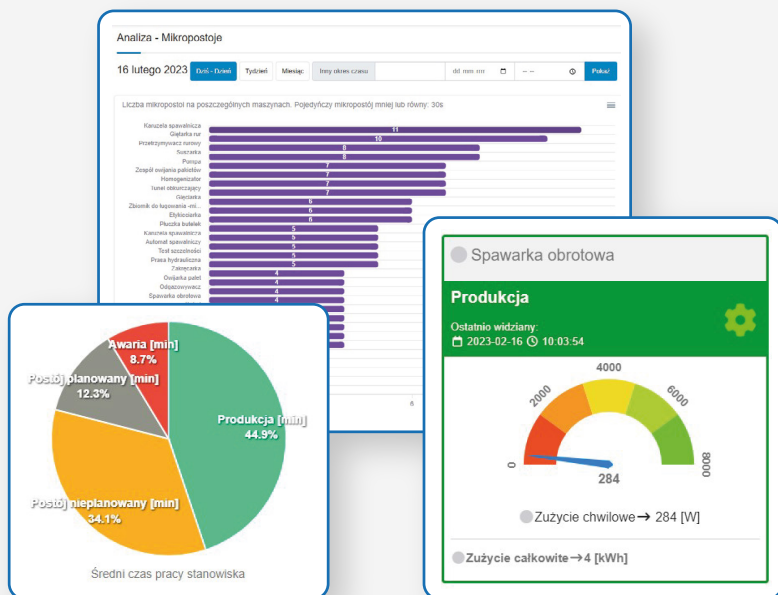 Analiza - Mikropostoje
16 lutego 2023 Dziś - Dzień Tydzień Miesiąc Inny okres czasu dd.mm.rrrr -- -- Pokaż
Liczba mikropostoi na poszczególnych maszynach. Pojedyńczy mikropostój mniej lub równy: 30s
Karuzela spawalnicza
11
Giętarka rur
10
Przetrzymywacz rurowy
8
Suszarka
8
Pompa
7
Zespół owijania pakietów
7
Homogenizator
7
Tunel obkurczający
7
Giętarka
6
Zbiornik do ługowania -mi...
6
Etykieciarka
6
Płuczka butelek
5
Karuzela spawalnicza
5
Automat spawalniczy
5
Test szczelności
5
Prasa hydrauliczna
5
Zakręcarka
4
Owijarka palet
4
Odgazowywacz
4
Spawarka obrotowa
4
6
Awaria [min]
8.7%
Postój planowany [min]
12.3%
Produkcja [min]
44.9%
Postój nieplanowany [min]
34.1%
Średni czas pracy stanowiska
Spawarka obrotowa
Produkcja
Ostatnio widziany:
2023-02-16 10:03:54
0
2000
4000
6000
8000
284
Zużycie chwilowe→ 284 [W]
Zużycie całkowite→4 [kWh]